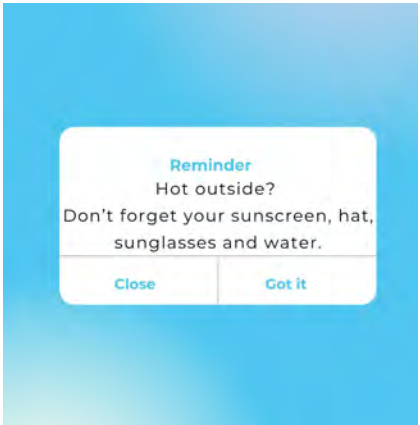 Reminder
Hot outside?
Don't forget your sunscreen, hat,
sunglasses and water.
Close
Got it